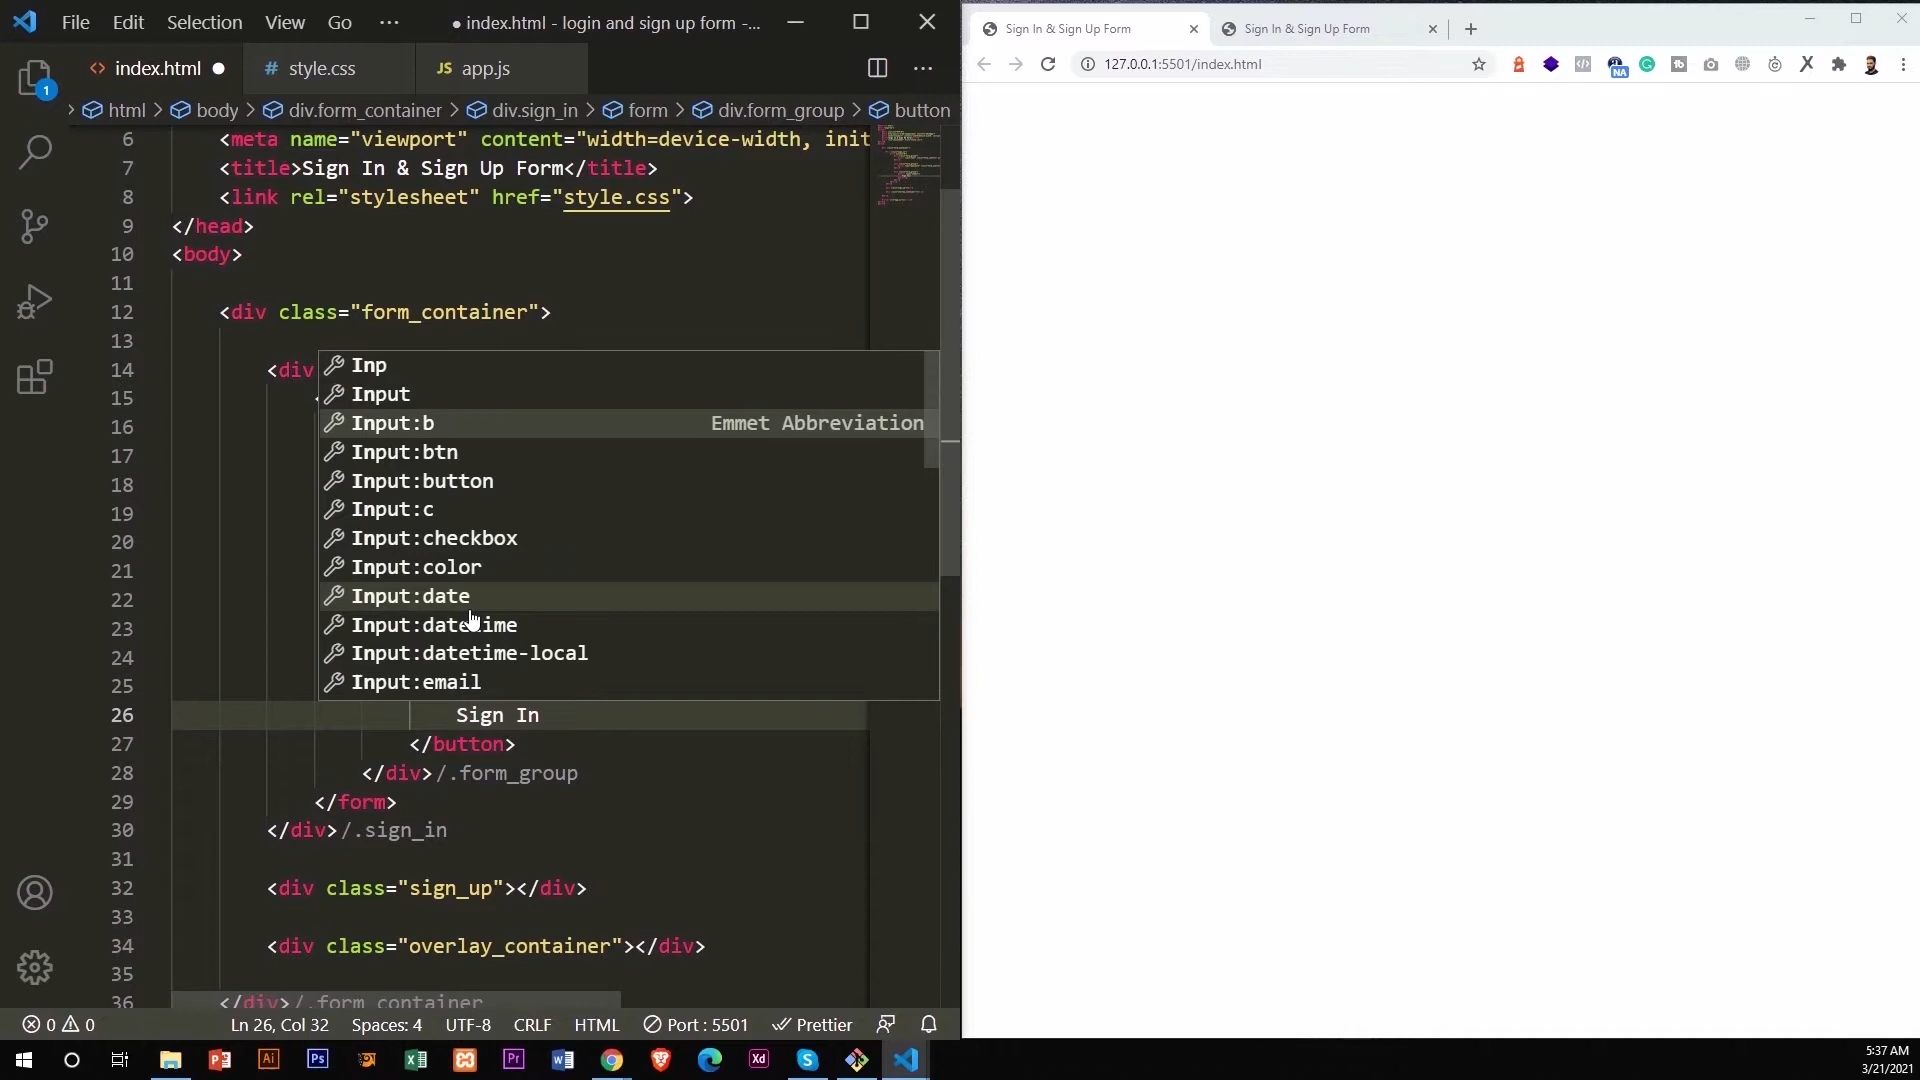 File Edit Selection View Go ··· ● index.html - login and sign up form -...
<> index.html ● # style.css JS app.js ···
1
> html > body > div.form_container > div.sign_in > form > div.form_group > button
6 <meta name="viewport" content="width=device-width, init
7 <title>Sign In & Sign Up Form</title>
8 <link rel="stylesheet" href="style.css">
9 </head>
10 <body>
11
12 <div class="form_container">
13
14 <div
15 <
16
17
18
19
20
21
22
23
24
25
Inp
Input
Input:b Emmet Abbreviation
Input:btn
Input:button
Input:c
Input:checkbox
Input:color
Input:date
Input:datetime
Input:datetime-local
Input:email
26 Sign In
27 </button>
28 </div>/.form_group
29 </form>
30 </div>/.sign_in
31
32 <div class="sign_up"></div>
33
34 <div class="overlay_container"></div>
35
36 </div>/.form_container
0 0 Ln 26, Col 32 Spaces: 4 UTF-8 CRLF HTML Port : 5501 Prettier
Sign In & Sign Up Form Sign In & Sign Up Form
127.0.0.1:5501/index.html
NA
Ai Ps Pr Xd
5:37 AM
3/21/2021